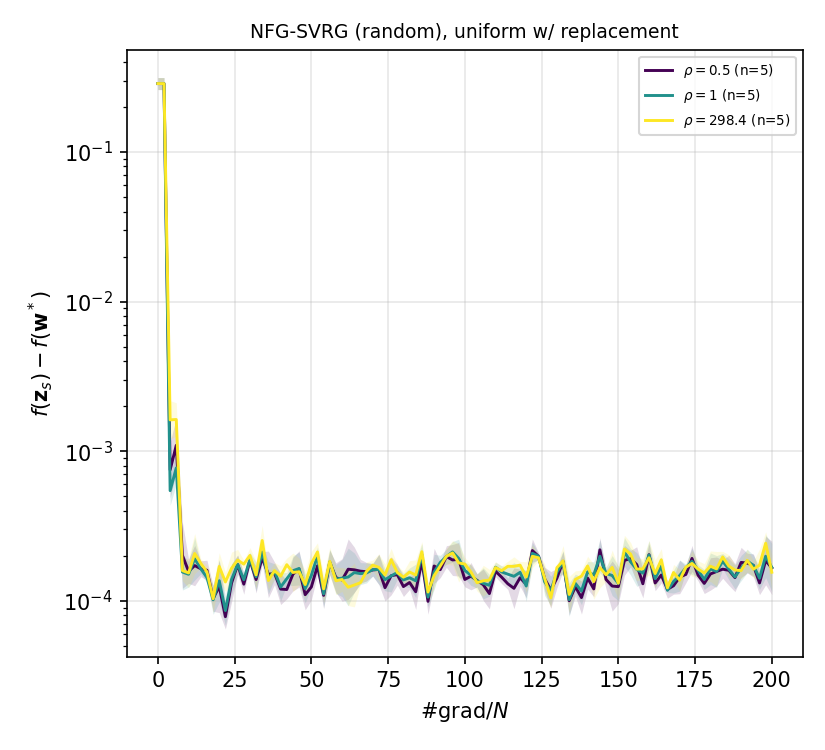 NFG-SVRG (random), uniform w/ replacement
ρ = 0.5 (n=5)
ρ = 1 (n=5)
ρ = 298.4 (n=5)
10⁻¹
10⁻²
10⁻³
10⁻⁴
f(z_s) − f(w*)
0 25 50 75 100 125 150 175 200
#grad/N